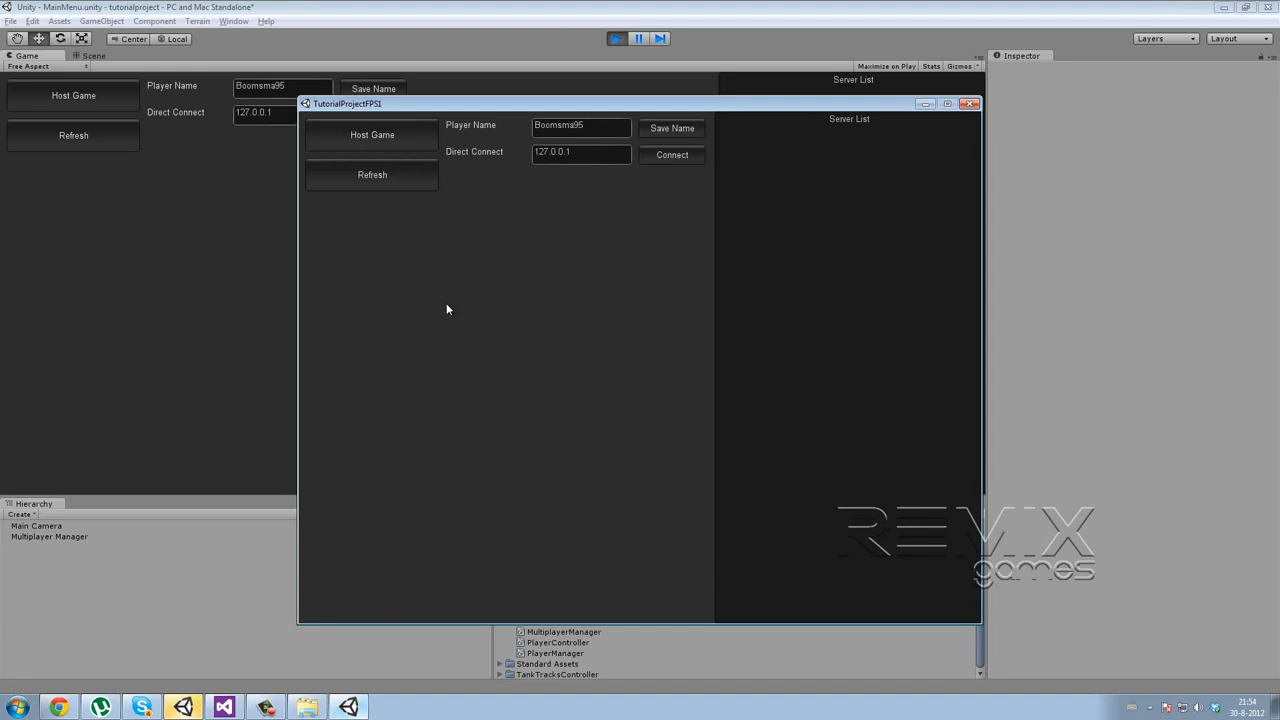 Unity - MainMenu.unity - tutorialproject - PC and Mac Standalone*
File Edit Assets GameObject Component Terrain Window Help
Center Local Layers Layout
Game Scene Inspector
Free Aspect Maximize on Play Stats Gizmos
Host Game Player Name Boomsma95 Save Name Server List
Refresh Direct Connect 127.0.0.1
TutorialProjectFPS1
Host Game Player Name Boomsma95 Save Name Server List
Refresh Direct Connect 127.0.0.1 Connect
Hierarchy
Create
Main Camera
Multiplayer Manager
REMIX
games
MultiplayerManager
PlayerController
PlayerManager
Standard Assets
TankTracksController
21:54
30-8-2012